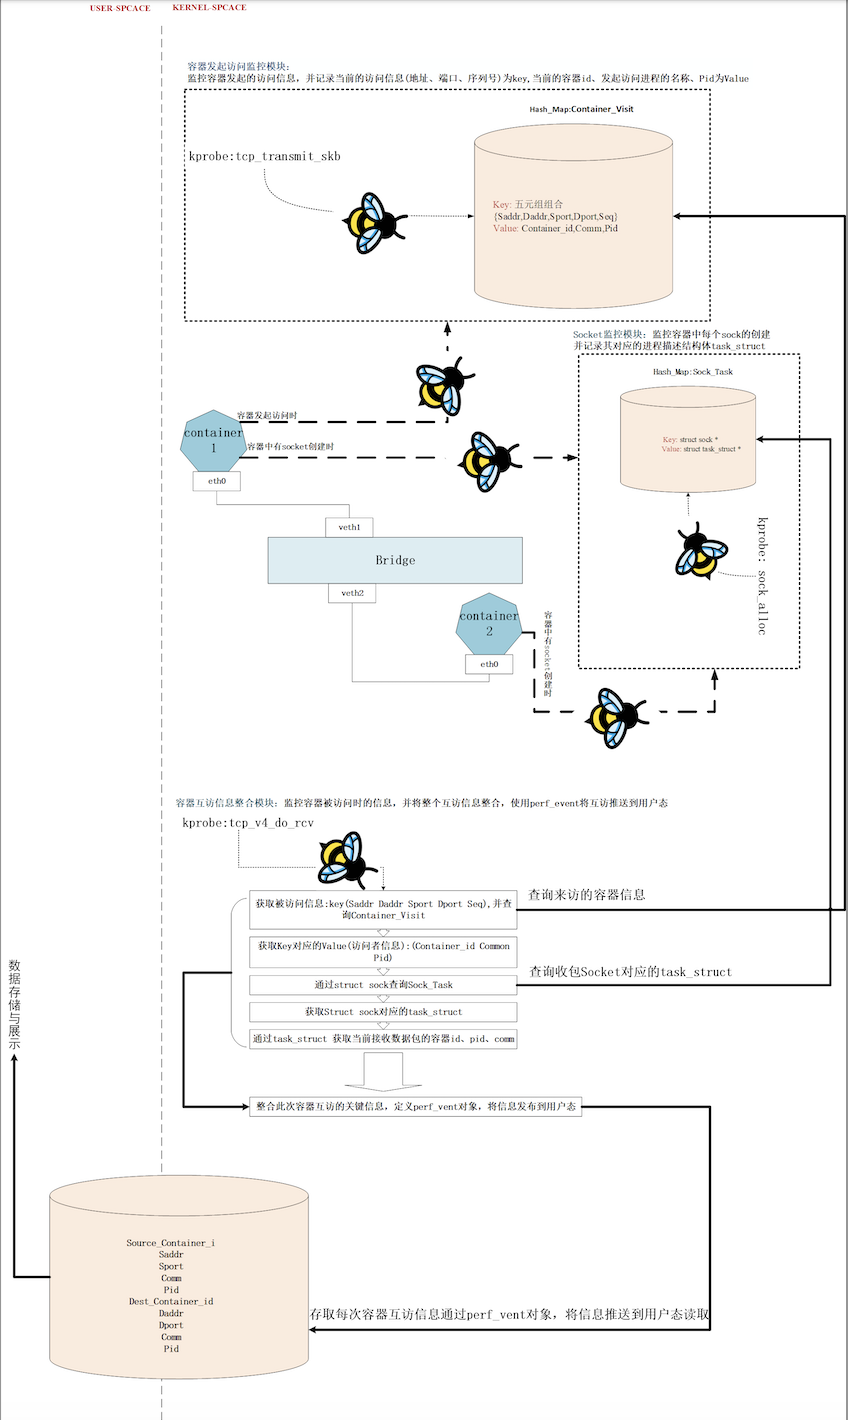 USER-SPCACE
KERNEL-SPCACE
容器发起访问监控模块:
监控容器发起的访问信息，并记录当前的访问信息(地址、端口、序列号)为key,当前的容器id、发起访问进程的名称、Pid为Value
Hash_Map:Container_Visit
kprobe:tcp_transmit_skb
Key: 五元组组合
{Saddr,Daddr,Sport,Dport,Seq}
Value: Container_id,Comm,Pid
Socket监控模块: 监控容器中每个sock的创建
并记录其对应的进程描述结构体task_struct
Hash_Map:Sock_Task
Key: struct sock *
Value: struct task_struct *
kprobe: sock_alloc
容器发起访问时
container
1
容器中有socket创建时
eth0
veth1
Bridge
veth2
container
2
eth0
容器中有socket创建时
容器互访信息整合模块: 监控容器被访问时的信息，并将整个互访信息整合，使用perf_event将互访推送到用户态
kprobe:tcp_v4_do_rcv
获取被访问信息:key(Saddr Daddr Sport Dport Seq),并查
询Container_Visit
查询来访的容器信息
获取Key对应的Value(访问者信息):(Container_id Common
Pid)
通过struct sock查询Sock_Task
查询收包Socket对应的task_struct
获取Struct sock对应的task_struct
通过task_struct 获取当前接收数据包的容器id、pid、comm
整合此次容器互访的关键信息，定义perf_vent对象，将信息发布到用户态
数据存储与展示
Source_Container_i
Saddr
Sport
Comm
Pid
Dest_Container_id
Daddr
Dport
Comm
Pid
存取每次容器互访信息通过perf_vent对象，将信息推送到用户态读取